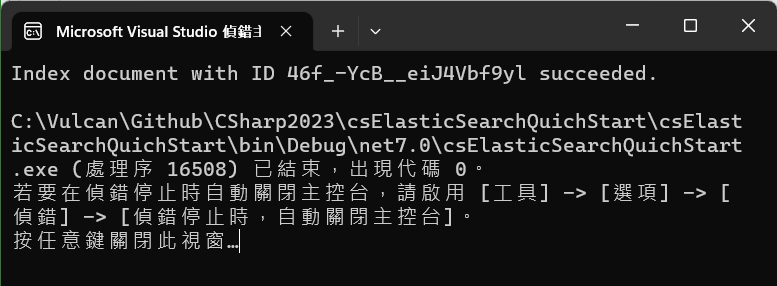 Microsoft Visual Studio 偵錯主
Index document with ID 46f_-YcB__eiJ4Vbf9yl succeeded.
C:\Vulcan\Github\CSharp2023\csElasticSearchQuichStart\csElast
icSearchQuichStart\bin\Debug\net7.0\csElasticSearchQuichStart
.exe (處理序 16508) 已結束，出現代碼 0。
若要在偵錯停止時自動關閉主控台，請啟用 [工具] -> [選項] -> [
偵錯] -> [偵錯停止時，自動關閉主控台]。
按任意鍵關閉此視窗…